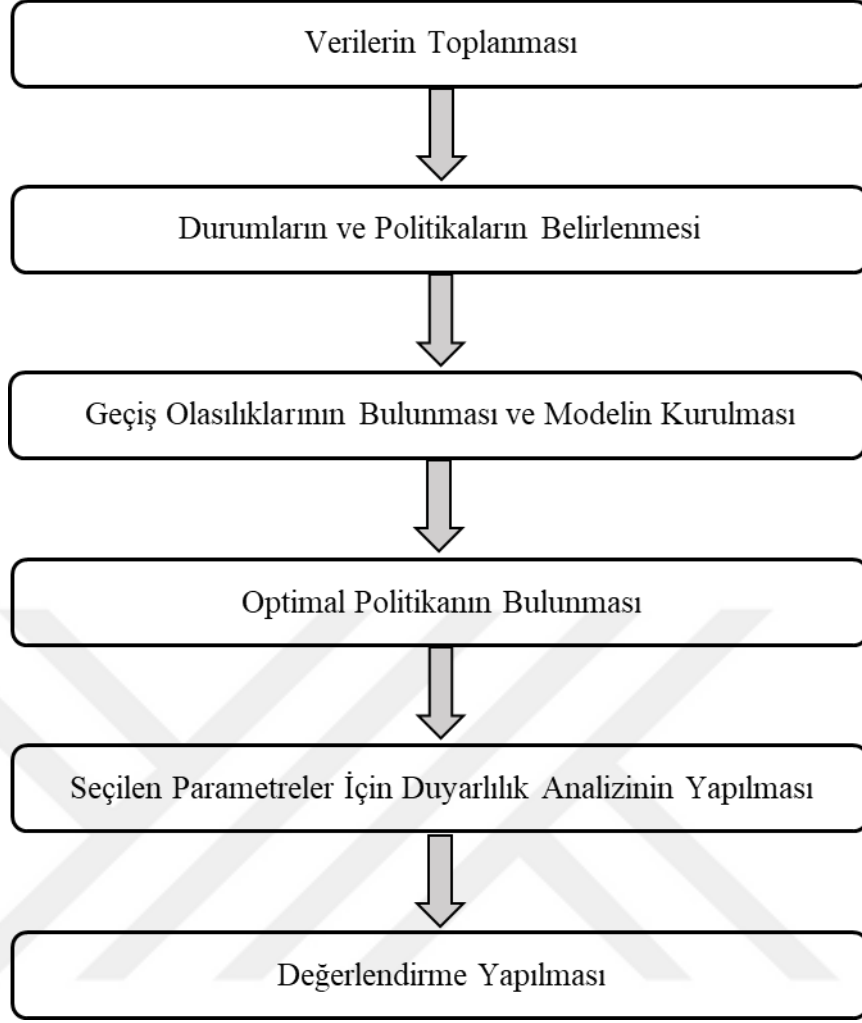 Verilerin Toplanması
Durumların ve Politikaların Belirlenmesi
Geçiş Olasılıklarının Bulunması ve Modelin Kurulması
Optimal Politikanın Bulunması
Seçilen Parametreler İçin Duyarlılık Analizinin Yapılması
Değerlendirme Yapılması